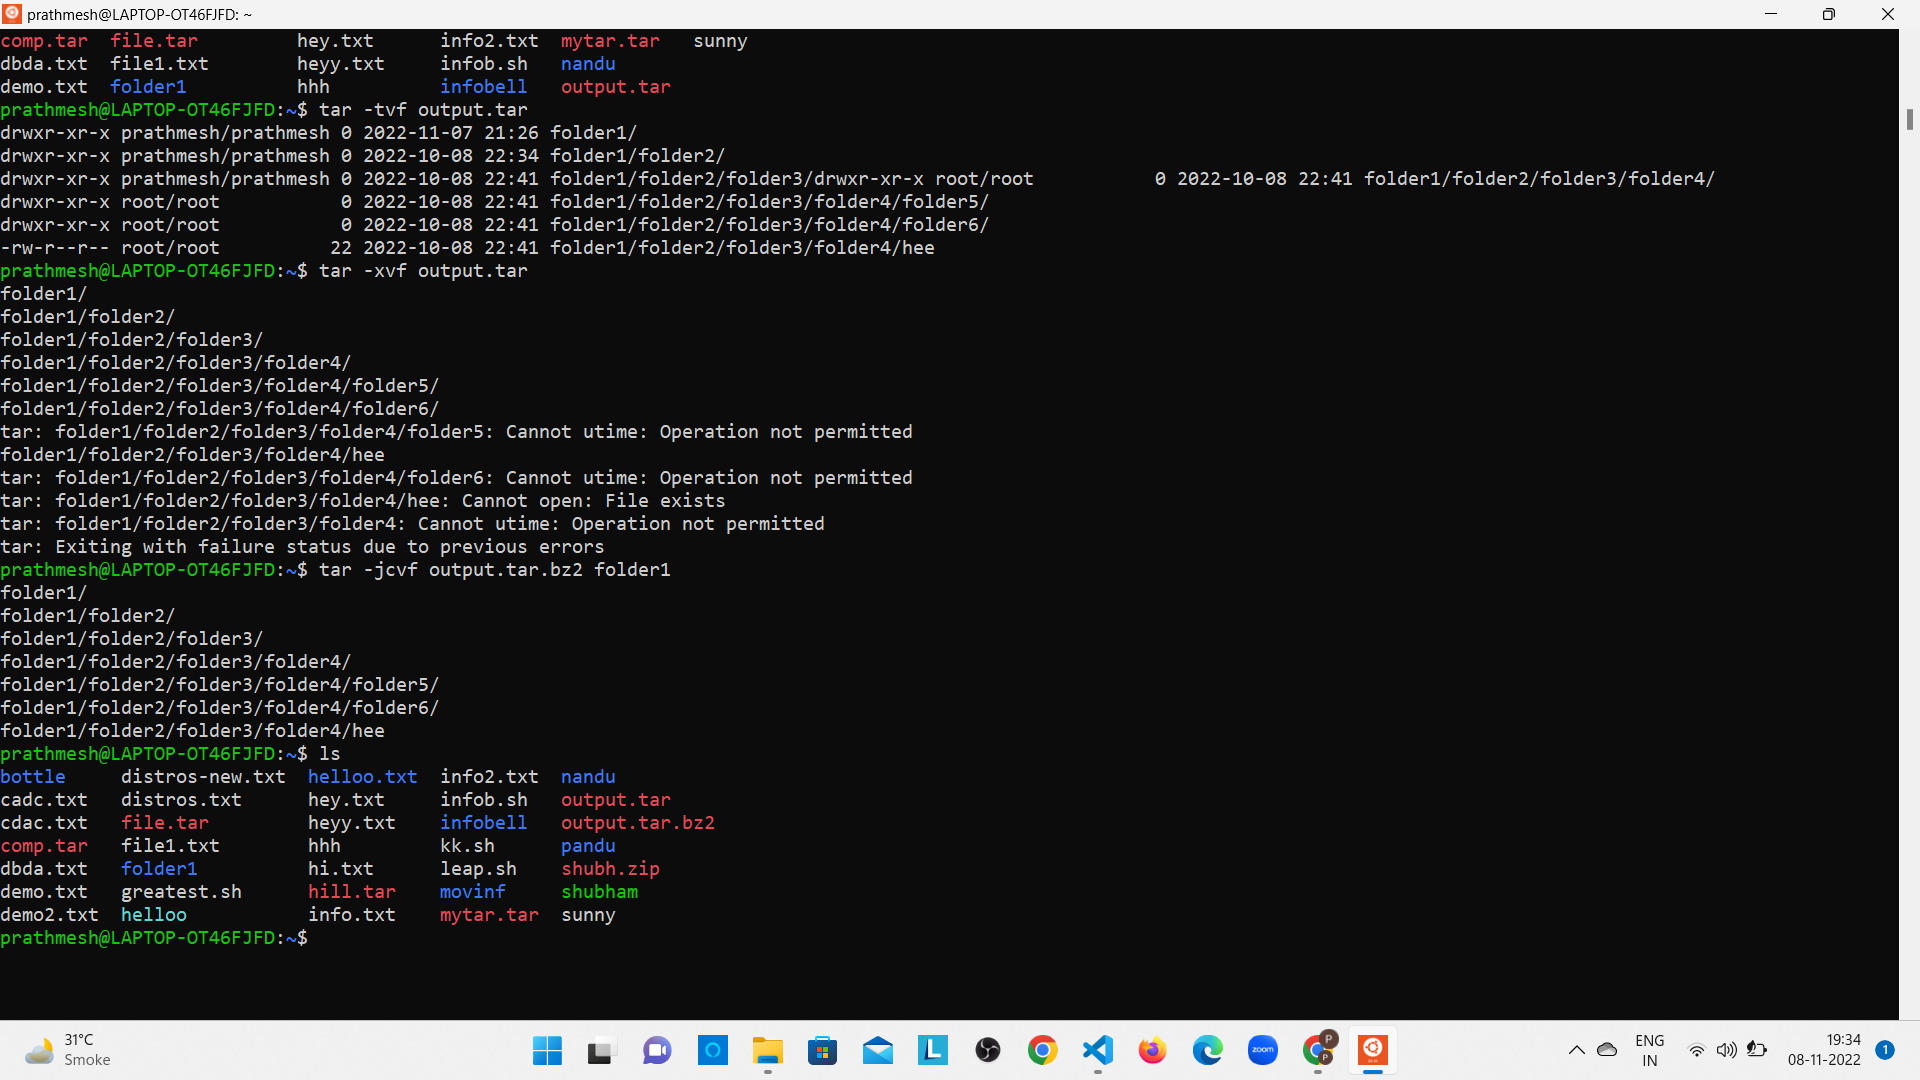 prathmesh@LAPTOP-OT46FJFD: ~
comp.tar  file.tar         hey.txt      info2.txt  mytar.tar   sunny
dbda.txt  file1.txt        heyy.txt     infob.sh   nandu
demo.txt  folder1          hhh          infobell   output.tar
prathmesh@LAPTOP-OT46FJFD:~$ tar -tvf output.tar
drwxr-xr-x prathmesh/prathmesh 0 2022-11-07 21:26 folder1/
drwxr-xr-x prathmesh/prathmesh 0 2022-10-08 22:34 folder1/folder2/
drwxr-xr-x prathmesh/prathmesh 0 2022-10-08 22:41 folder1/folder2/folder3/drwxr-xr-x root/root           0 2022-10-08 22:41 folder1/folder2/folder3/folder4/
drwxr-xr-x root/root           0 2022-10-08 22:41 folder1/folder2/folder3/folder4/folder5/
drwxr-xr-x root/root           0 2022-10-08 22:41 folder1/folder2/folder3/folder4/folder6/
-rw-r--r-- root/root          22 2022-10-08 22:41 folder1/folder2/folder3/folder4/hee
prathmesh@LAPTOP-OT46FJFD:~$ tar -xvf output.tar
folder1/
folder1/folder2/
folder1/folder2/folder3/
folder1/folder2/folder3/folder4/
folder1/folder2/folder3/folder4/folder5/
folder1/folder2/folder3/folder4/folder6/
tar: folder1/folder2/folder3/folder4/folder5: Cannot utime: Operation not permitted
folder1/folder2/folder3/folder4/hee
tar: folder1/folder2/folder3/folder4/folder6: Cannot utime: Operation not permitted
tar: folder1/folder2/folder3/folder4/hee: Cannot open: File exists
tar: folder1/folder2/folder3/folder4: Cannot utime: Operation not permitted
tar: Exiting with failure status due to previous errors
prathmesh@LAPTOP-OT46FJFD:~$ tar -jcvf output.tar.bz2 folder1
folder1/
folder1/folder2/
folder1/folder2/folder3/
folder1/folder2/folder3/folder4/
folder1/folder2/folder3/folder4/folder5/
folder1/folder2/folder3/folder4/folder6/
folder1/folder2/folder3/folder4/hee
prathmesh@LAPTOP-OT46FJFD:~$ ls
bottle     distros-new.txt  helloo.txt  info2.txt  nandu
cadc.txt   distros.txt      hey.txt     infob.sh   output.tar
cdac.txt   file.tar         heyy.txt    infobell   output.tar.bz2
comp.tar   file1.txt        hhh         kk.sh      pandu
dbda.txt   folder1          hi.txt      leap.sh    shubh.zip
demo.txt   greatest.sh      hill.tar    movinf     shubham
demo2.txt  helloo           info.txt    mytar.tar  sunny
prathmesh@LAPTOP-OT46FJFD:~$
31°C
Smoke
L
zoom
P
P
ENG
IN
19:34
08-11-2022
1